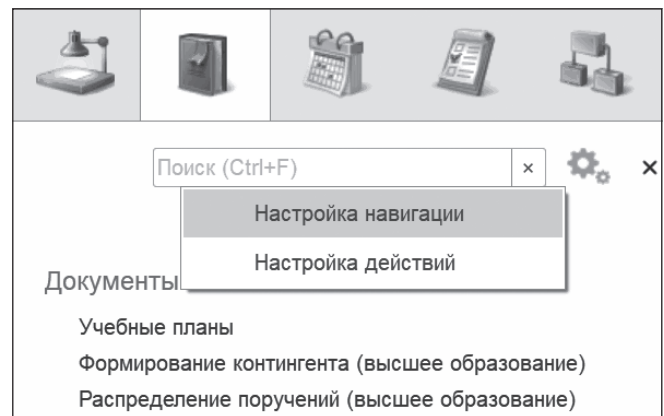 Поиск (Ctrl+F)
Настройка навигации
Настройка действий
Документы
Учебные планы
Формирование контингента (высшее образование)
Распределение поручений (высшее образование)